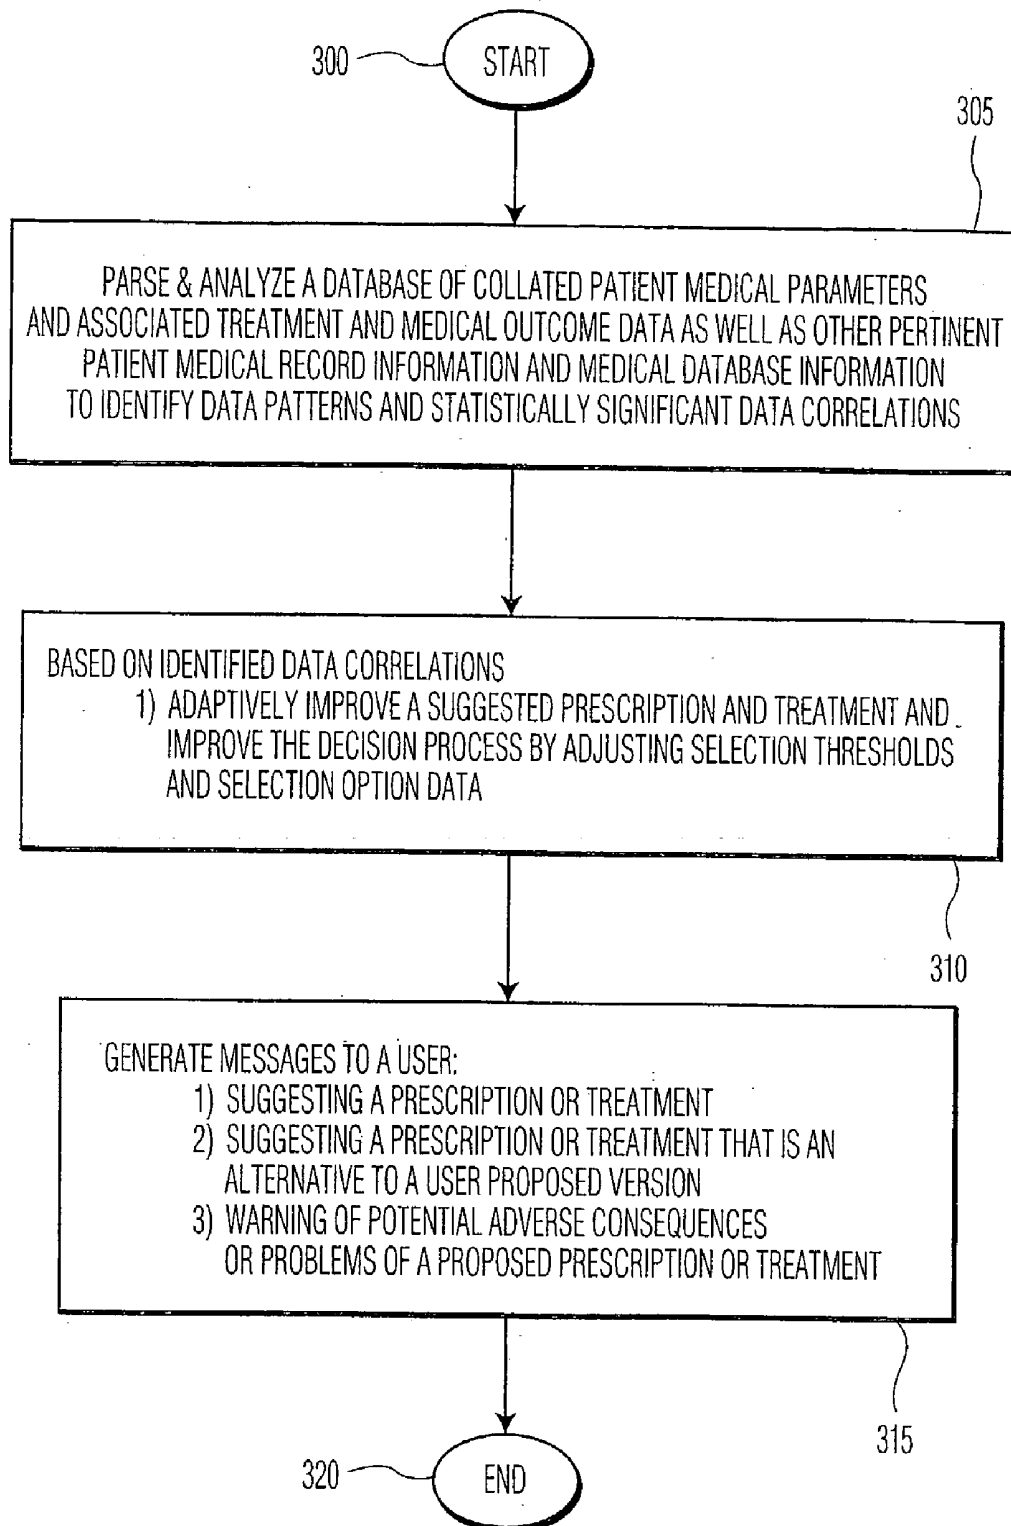 300
START
305
PARSE & ANALYZE A DATABASE OF COLLATED PATIENT MEDICAL PARAMETERS
AND ASSOCIATED TREATMENT AND MEDICAL OUTCOME DATA AS WELL AS OTHER PERTINENT
PATIENT MEDICAL RECORD INFORMATION AND MEDICAL DATABASE INFORMATION
TO IDENTIFY DATA PATTERNS AND STATISTICALLY SIGNIFICANT DATA CORRELATIONS
BASED ON IDENTIFIED DATA CORRELATIONS
1) ADAPTIVELY IMPROVE A SUGGESTED PRESCRIPTION AND TREATMENT AND
IMPROVE THE DECISION PROCESS BY ADJUSTING SELECTION THRESHOLDS
AND SELECTION OPTION DATA
310
GENERATE MESSAGES TO A USER:
1) SUGGESTING A PRESCRIPTION OR TREATMENT
2) SUGGESTING A PRESCRIPTION OR TREATMENT THAT IS AN
ALTERNATIVE TO A USER PROPOSED VERSION
3) WARNING OF POTENTIAL ADVERSE CONSEQUENCES
OR PROBLEMS OF A PROPOSED PRESCRIPTION OR TREATMENT
315
320
END